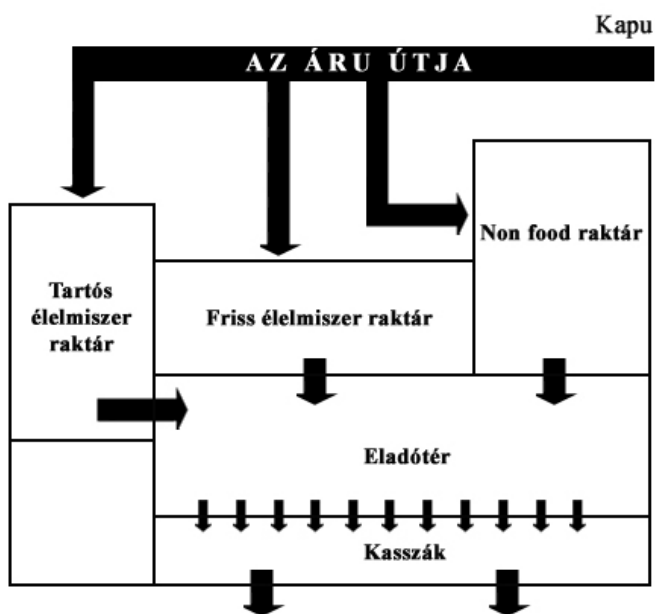 Kapu
AZ ÁRU ÚTJA
Non food raktár
Tartós
élelmiszer
raktár
Friss élelmiszer raktár
Eladótér
Kasszák